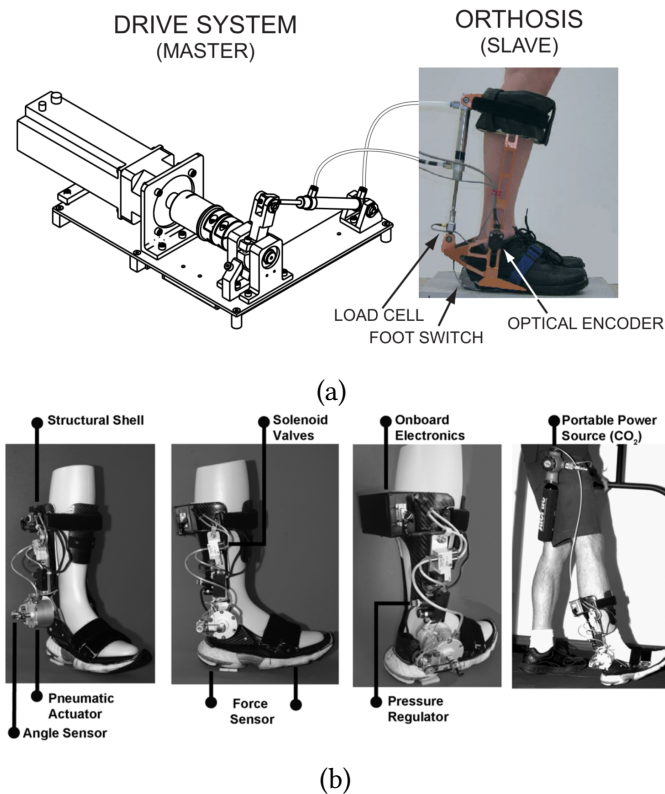 DRIVE SYSTEM
(MASTER)
ORTHOSIS
(SLAVE)
LOAD CELL
FOOT SWITCH
OPTICAL ENCODER
(a)
Structural Shell
Solenoid
Valves
Onboard
Electronics
Portable Power
Source (CO₂)
Pneumatic
Actuator
Angle Sensor
Force
Sensor
Pressure
Regulator
(b)